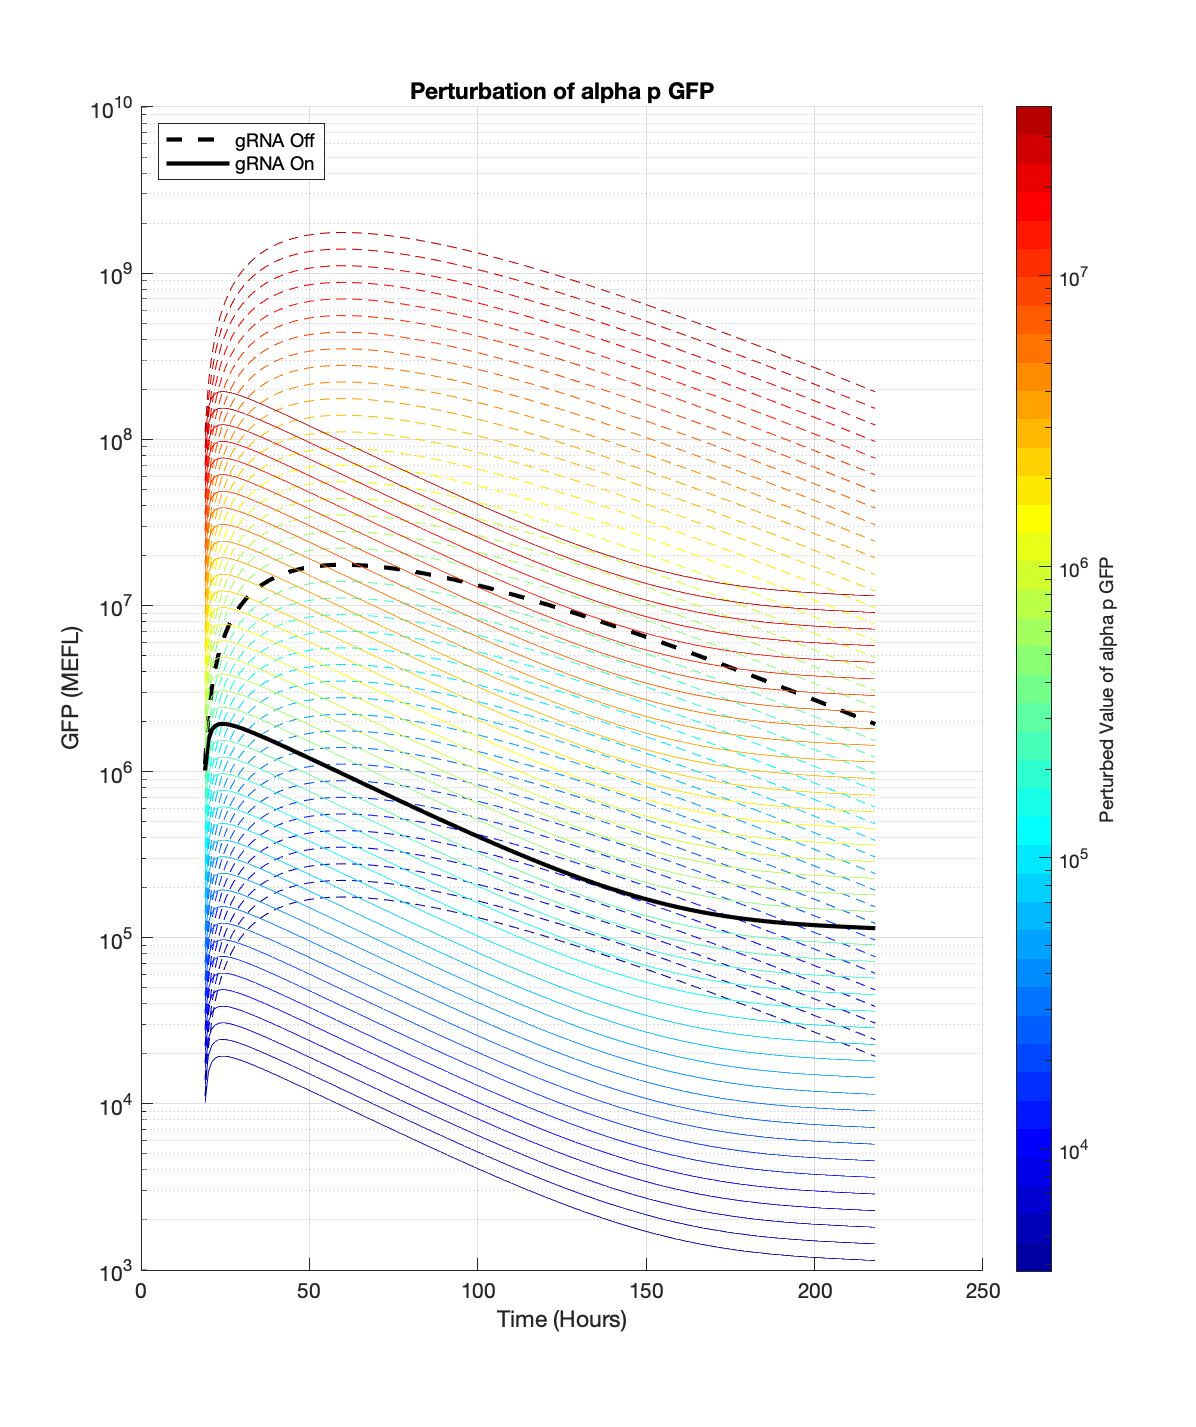 Perturbation of alpha p GFP
gRNA Off
gRNA On
GFP (MEFL)
10^10
10^9
10^8
10^7
10^6
10^5
10^4
10^3
0 50 100 150 200 250
Time (Hours)
10^7
10^6
10^5
10^4
Perturbed Value of alpha p GFP